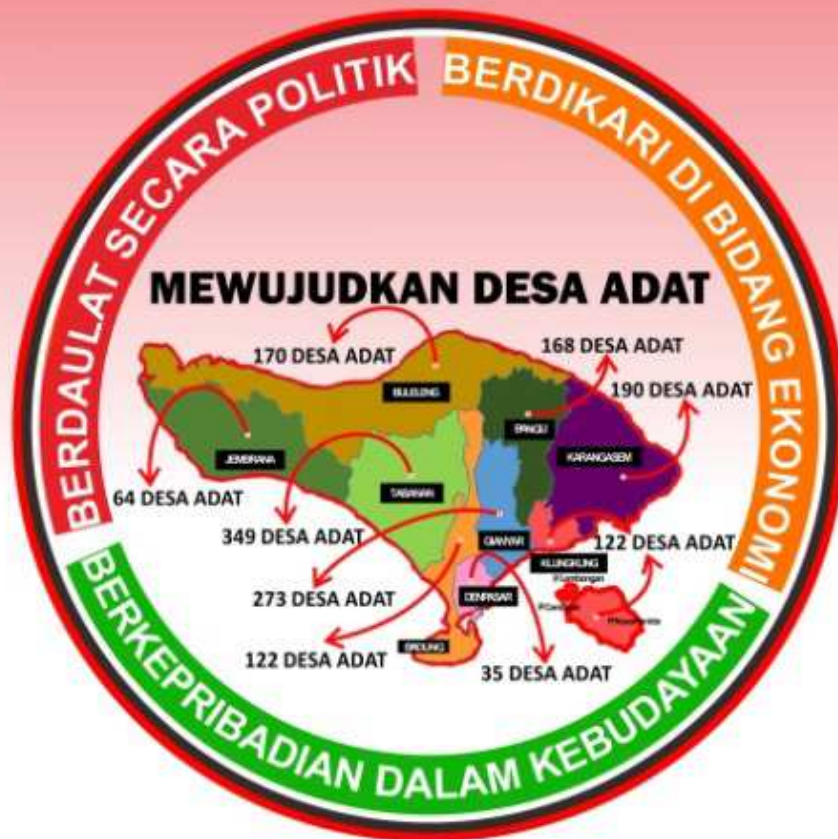 BERDAULAT SECARA POLITIK
BERDIKARI DI BIDANG EKONOMI
MEWUJUDKAN DESA ADAT
170 DESA ADAT
168 DESA ADAT
190 DESA ADAT
BULELENG
BANGLI
JEMBRANA
KARANGASEM
TABANAN
64 DESA ADAT
349 DESA ADAT
GIANYAR
122 DESA ADAT
KLUNGKUNG
273 DESA ADAT
DENPASAR
122 DESA ADAT
BADUNG
35 DESA ADAT
BERKEPRIBADIAN DALAM KEBUDAYAAN